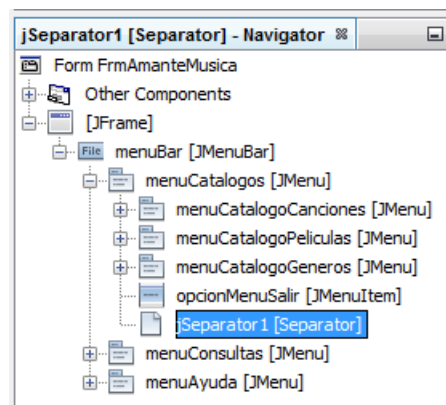 jSeparator1 [Separator] - Navigator
Form FrmAmanteMusica
Other Components
[JFrame]
File menuBar [JMenuBar]
menuCatalogos [JMenu]
menuCatalogoCanciones [JMenu]
menuCatalogoPeliculas [JMenu]
menuCatalogoGeneros [JMenu]
opcionMenuSalir [JMenuItem]
jSeparator1 [Separator]
menuConsultas [JMenu]
menuAyuda [JMenu]